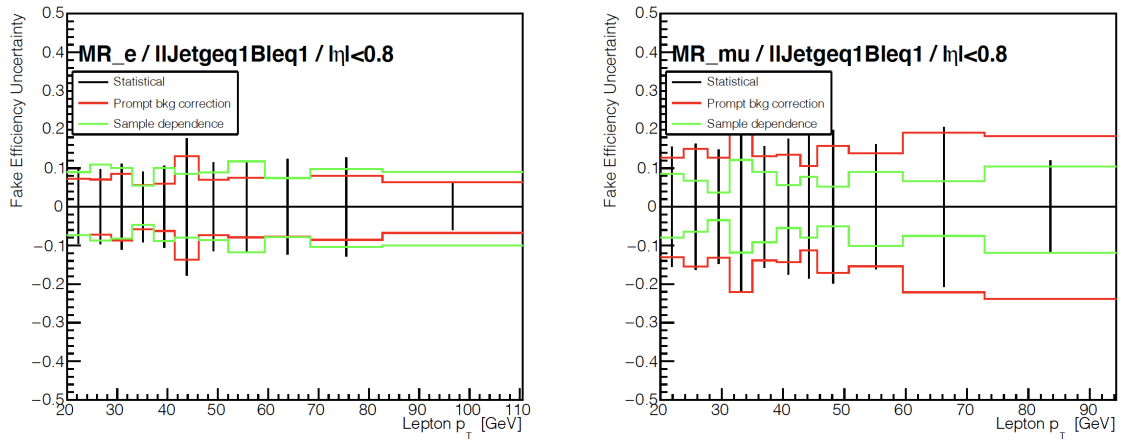 Fake Efficiency Uncertainty
0.5
0.4
0.3
0.2
0.1
0
−0.1
−0.2
−0.3
−0.4
−0.5
MR_e / llJetgeq1Bleq1 / |η|<0.8
Statistical
Prompt bkg correction
Sample dependence
20 30 40 50 60 70 80 90 100 110
Lepton p_T [GeV]
Fake Efficiency Uncertainty
0.5
0.4
0.3
0.2
0.1
0
−0.1
−0.2
−0.3
−0.4
−0.5
MR_mu / llJetgeq1Bleq1 / |η|<0.8
Statistical
Prompt bkg correction
Sample dependence
20 30 40 50 60 70 80 90
Lepton p_T [GeV]